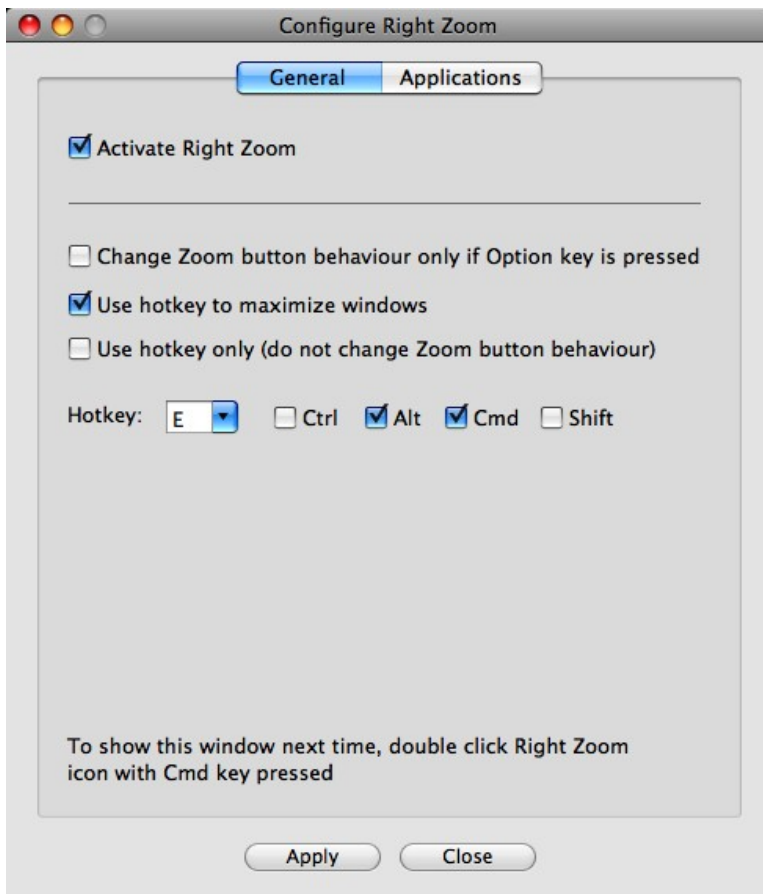 Configure Right Zoom
General Applications
Activate Right Zoom
Change Zoom button behaviour only if Option key is pressed
Use hotkey to maximize windows
Use hotkey only (do not change Zoom button behaviour)
Hotkey: E Ctrl Alt Cmd Shift
To show this window next time, double click Right Zoom
icon with Cmd key pressed
Apply Close